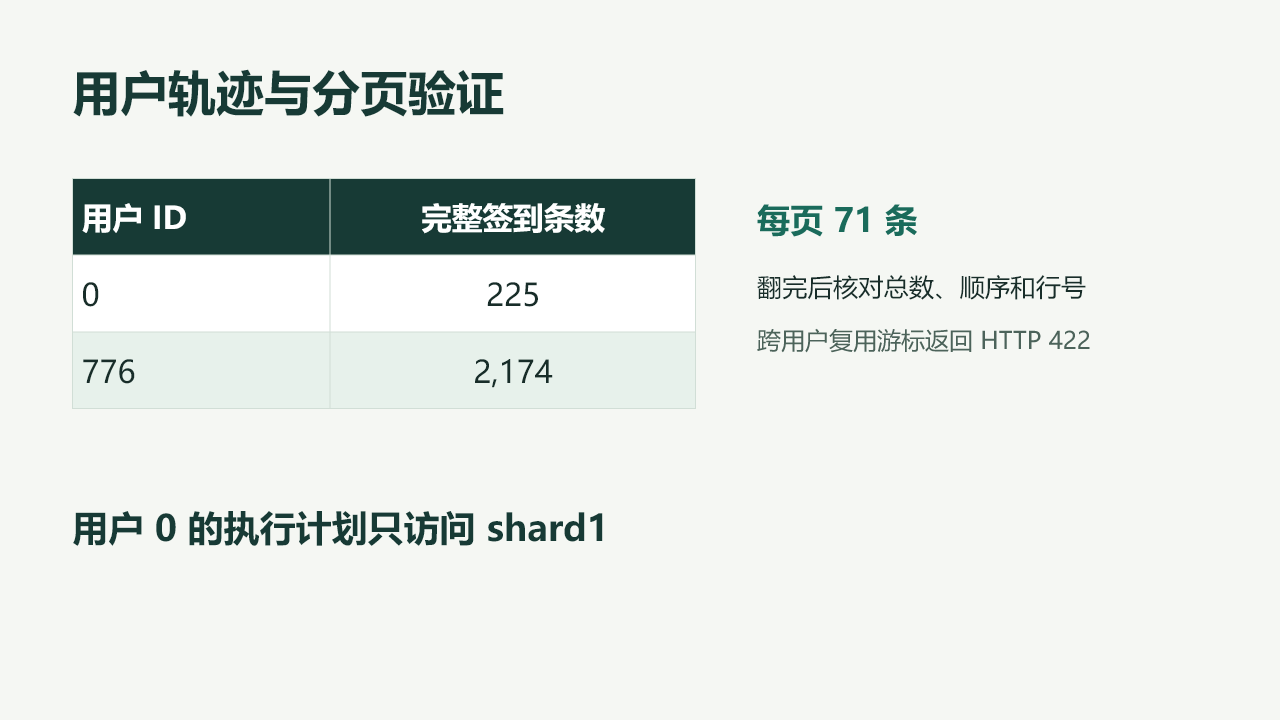 用户轨迹与分页验证
用户 ID 完整签到条数
0 225
776 2,174
每页 71 条
翻完后核对总数、顺序和行号
跨用户复用游标返回 HTTP 422
用户 0 的执行计划只访问 shard1